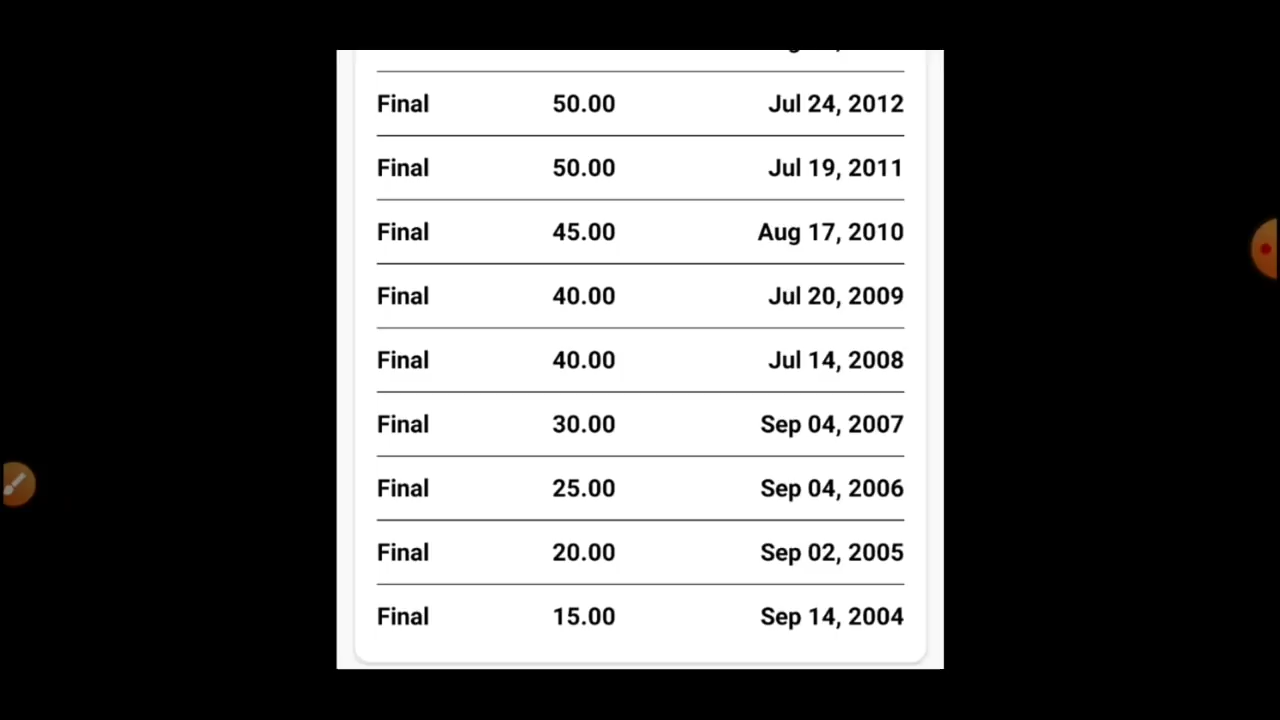 Final 50.00 Jul 24, 2012
Final 50.00 Jul 19, 2011
Final 45.00 Aug 17, 2010
Final 40.00 Jul 20, 2009
Final 40.00 Jul 14, 2008
Final 30.00 Sep 04, 2007
Final 25.00 Sep 04, 2006
Final 20.00 Sep 02, 2005
Final 15.00 Sep 14, 2004